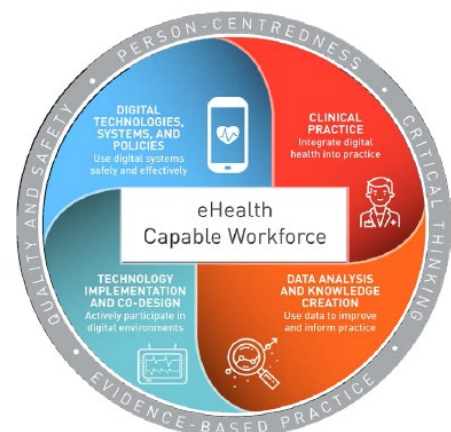 PERSON-CENTREDNESS
DIGITAL
TECHNOLOGIES,
SYSTEMS, AND
POLICIES
Use digital systems
safely and effectively
CLINICAL
PRACTICE
Integrate digital
health into practice
QUALITY AND SAFETY
CRITICAL THINKING
eHealth
Capable Workforce
TECHNOLOGY
IMPLEMENTATION
AND CO-DESIGN
Actively participate in
digital environments
DATA ANALYSIS
AND KNOWLEDGE
CREATION
Use data to improve
and inform practice
EVIDENCE-BASED PRACTICE